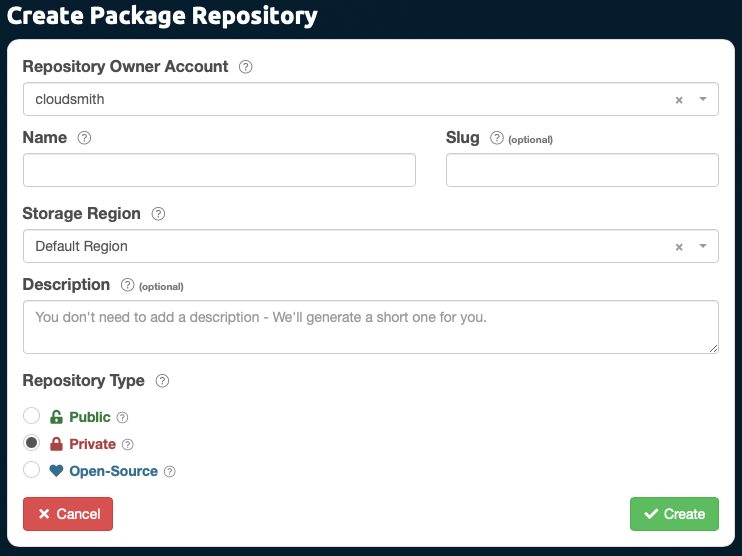 Create Package Repository
Repository Owner Account ?
cloudsmith × 
Name ? Slug ? (optional)
Storage Region ?
Default Region ×
Description ? (optional)
You don't need to add a description - We'll generate a short one for you.
Repository Type ?
Public ?
Private ?
Open-Source ?
Cancel Create